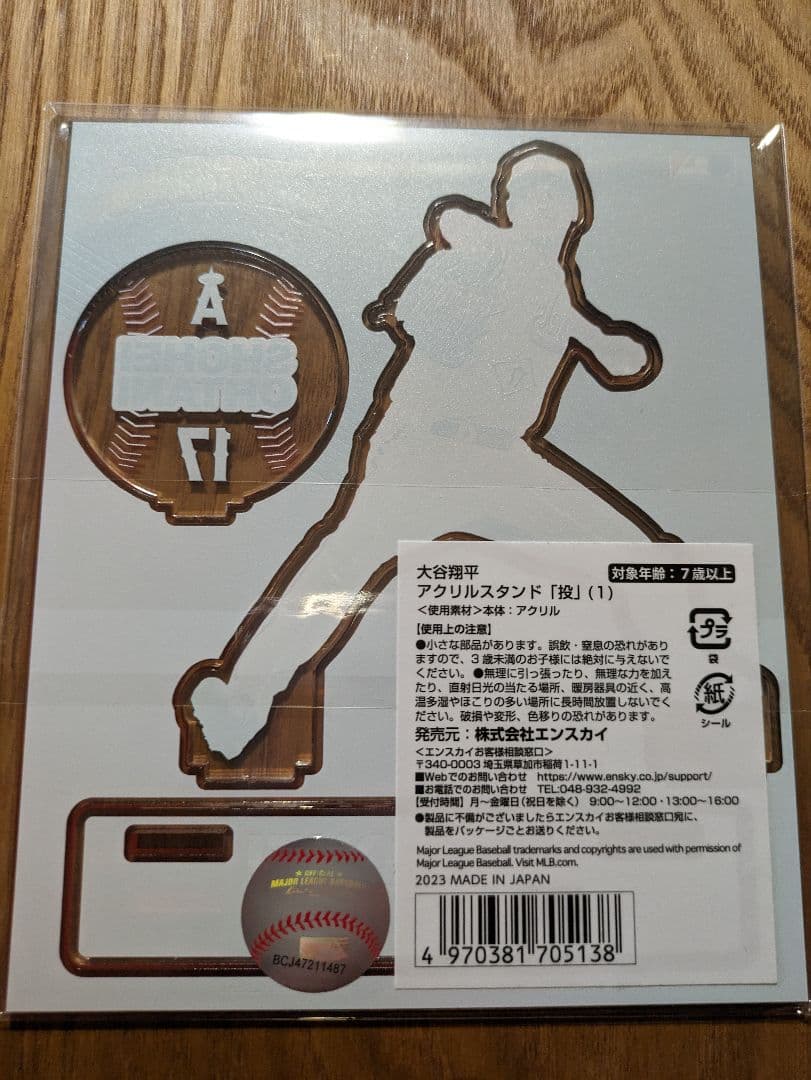 A
SHOHEI
OHTANI
17
大谷翔平
対象年齢：7歳以上
アクリルスタンド「投」(1)
＜使用素材＞本体：アクリル
【使用上の注意】
●小さな部品があります。誤飲・窒息の恐れがあり
ますので、3歳未満のお子様には絶対に与えないで
ください。●無理に引っ張ったり、無理な力を加え
たり、直射日光の当たる場所、暖房器具の近く、高
温多湿やほこりの多い場所に長時間放置しないでく
ださい。破損や変形、色移りの恐れがあります。
プラ
袋
紙
シール
発売元：株式会社エンスカイ
＜エンスカイお客様相談窓口＞
〒340-0003 埼玉県草加市稲荷1-11-1
■Webでのお問い合わせ https://www.ensky.co.jp/support/
■お電話でのお問い合わせ TEL:048-932-4992
【受付時間】月～金曜日（祝日を除く） 9:00～12:00・13:00～16:00
●製品に不備がございましたらエンスカイお客様相談窓口宛に、
製品をパッケージごとお送りください。
Major League Baseball trademarks and copyrights are used with permission of
Major League Baseball. Visit MLB.com.
2023 MADE IN JAPAN
4 970381 705138
OFFICIAL
MAJOR LEAGUE BASEBALL
BCJ47211487